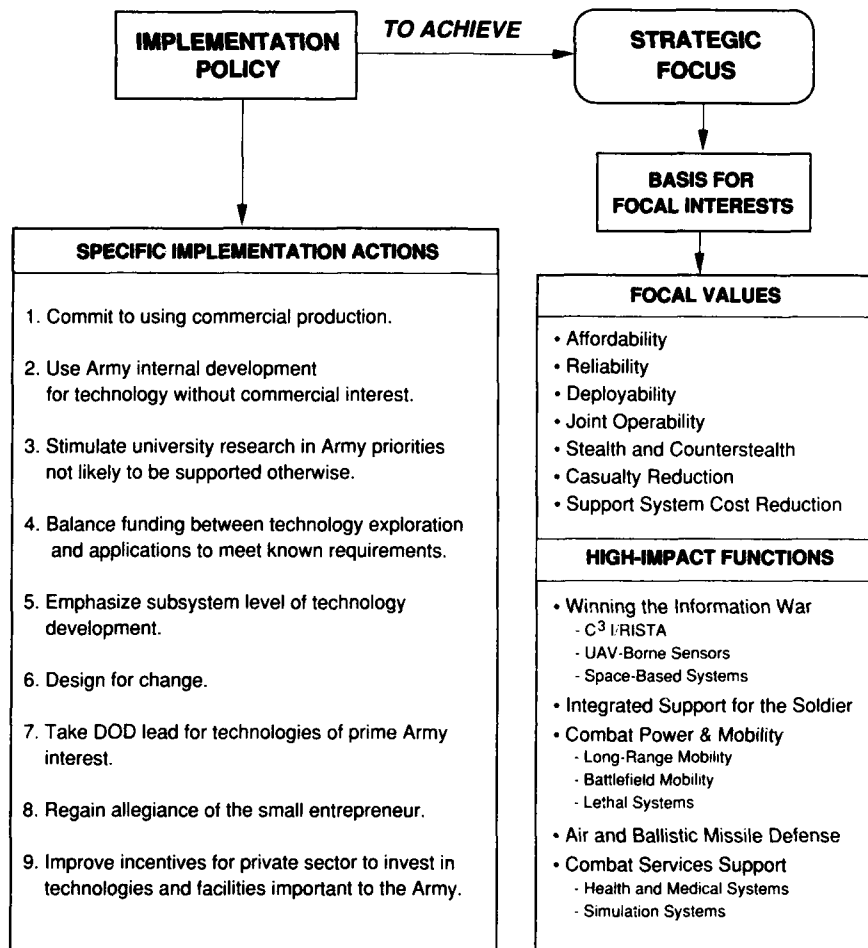 IMPLEMENTATION
POLICY
TO ACHIEVE
STRATEGIC
FOCUS
BASIS FOR
FOCAL INTERESTS
SPECIFIC IMPLEMENTATION ACTIONS
1. Commit to using commercial production.
2. Use Army internal development
for technology without commercial interest.
3. Stimulate university research in Army priorities
not likely to be supported otherwise.
4. Balance funding between technology exploration
and applications to meet known requirements.
5. Emphasize subsystem level of technology
development.
6. Design for change.
7. Take DOD lead for technologies of prime Army
interest.
8. Regain allegiance of the small entrepreneur.
9. Improve incentives for private sector to invest in
technologies and facilities important to the Army.
FOCAL VALUES
• Affordability
• Reliability
• Deployability
• Joint Operability
• Stealth and Counterstealth
• Casualty Reduction
• Support System Cost Reduction
HIGH-IMPACT FUNCTIONS
• Winning the Information War
- C³ I/RISTA
- UAV-Borne Sensors
- Space-Based Systems
• Integrated Support for the Soldier
• Combat Power & Mobility
- Long-Range Mobility
- Battlefield Mobility
- Lethal Systems
• Air and Ballistic Missile Defense
• Combat Services Support
- Health and Medical Systems
- Simulation Systems